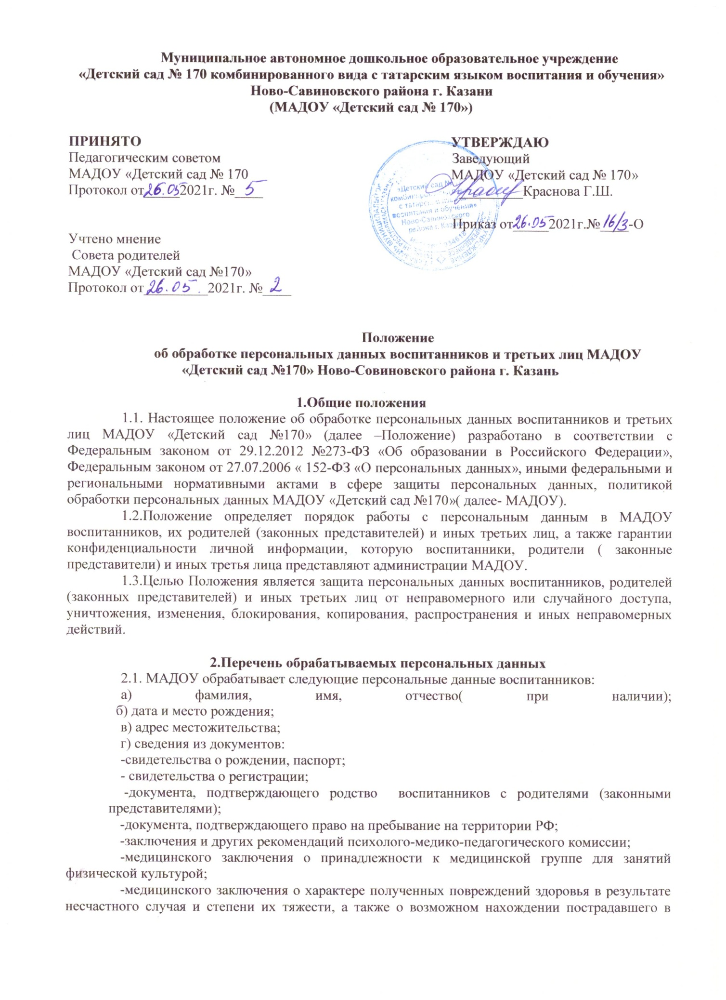 Муниципальное автономное дошкольное образовательное учреждение
«Детский сад № 170 комбинированного вида с татарским языком воспитания и обучения»
Ново-Савиновского района г. Казани
(МАДОУ «Детский сад № 170»)
ПРИНЯТО
Педагогическим советом
МАДОУ «Детский сад № 170
Протокол от 26.05 2021г. № 5
Учтено мнение
Совета родителей
МАДОУ «Детский сад №170»
Протокол от 26.05. 2021г. № 2
УТВЕРЖДАЮ
Заведующий
МАДОУ «Детский сад № 170»
Краснова Г.Ш.
Приказ от 26.05 2021г.№ 16/3-О
«Детский сад №
с татарским
воспитания и обучения»
Ново-Савиновского
района г. Казани
Положение
об обработке персональных данных воспитанников и третьих лиц МАДОУ
«Детский сад №170» Ново-Совиновского района г. Казань
1.Общие положения
1.1. Настоящее положение об обработке персональных данных воспитанников и третьих
лиц МАДОУ «Детский сад №170» (далее –Положение) разработано в соответствии с
Федеральным законом от 29.12.2012 №273-ФЗ «Об образовании в Российского Федерации»,
Федеральным законом от 27.07.2006 « 152-ФЗ «О персональных данных», иными федеральными и
региональными нормативными актами в сфере защиты персональных данных, политикой
обработки персональных данных МАДОУ «Детский сад №170»( далее- МАДОУ).
1.2.Положение определяет порядок работы с персональным данным в МАДОУ
воспитанников, их родителей (законных представителей) и иных третьих лиц, а также гарантии
конфиденциальности личной информации, которую воспитанники, родители ( законные
представители) и иных третья лица представляют администрации МАДОУ.
1.3.Целью Положения является защита персональных данных воспитанников, родителей
(законных представителей) и иных третьих лиц от неправомерного или случайного доступа,
уничтожения, изменения, блокирования, копирования, распространения и иных неправомерных
действий.
2.Перечень обрабатываемых персональных данных
2.1. МАДОУ обрабатывает следующие персональные данные воспитанников:
а) фамилия, имя, отчество( при наличии);
б) дата и место рождения;
в) адрес местожительства;
г) сведения из документов:
-свидетельства о рождении, паспорт;
- свидетельства о регистрации;
-документа, подтверждающего родство воспитанников с родителями (законными
представителями);
-документа, подтверждающего право на пребывание на территории РФ;
-заключения и других рекомендаций психолого-медико-педагогического комиссии;
-медицинского заключения о принадлежности к медицинской группе для занятий
физической культурой;
-медицинского заключения о характере полученных повреждений здоровья в результате
несчастного случая и степени их тяжести, а также о возможном нахождении пострадавшего в